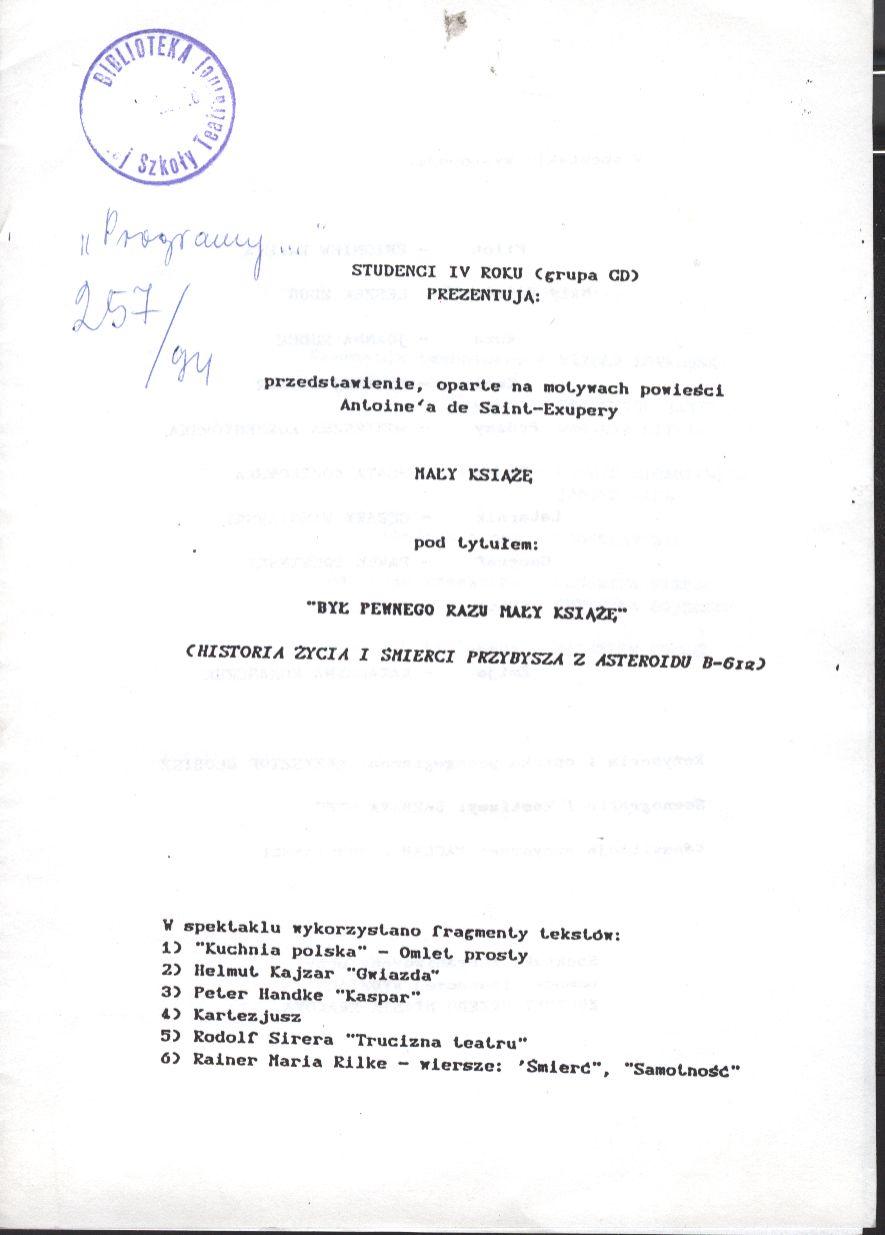 BIBLIOTEKA
j Szkoły Teatr
"Programy..."
257/94
STUDENCI IV ROKU (grupa CD)
PREZENTUJĄ:
przedstawienie, oparte na motywach powieści
Antoine'a de Saint-Exupery
MAŁY KSIĄŻĘ
pod tytułem:
"BYŁ PEWNEGO RAZU MAŁY KSIĄŻĘ"
(HISTORIA ŻYCIA I ŚMIERCI PRZYBYSZA Z ASTEROIDU B-612)
W spektaklu wykorzystano fragmenty tekstów:
1) "Kuchnia polska" - Omlet prosty
2) Helmut Kajzar "Gwiazda"
3) Peter Handke "Kaspar"
4) Kartezjusz
5) Rodolf Sirera "Trucizna teatru"
6) Rainer Maria Rilke - wiersze: 'Śmierć", "Samotność"